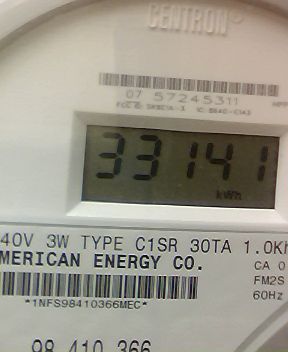 CENTRON®
07 57245311
33141
kWh
40V 3W TYPE C1SR 30TA 1.0Kh
MERICAN ENERGY CO.
CA 0
FM2S
60Hz
*1NFS98410366MEC*
98 410 366